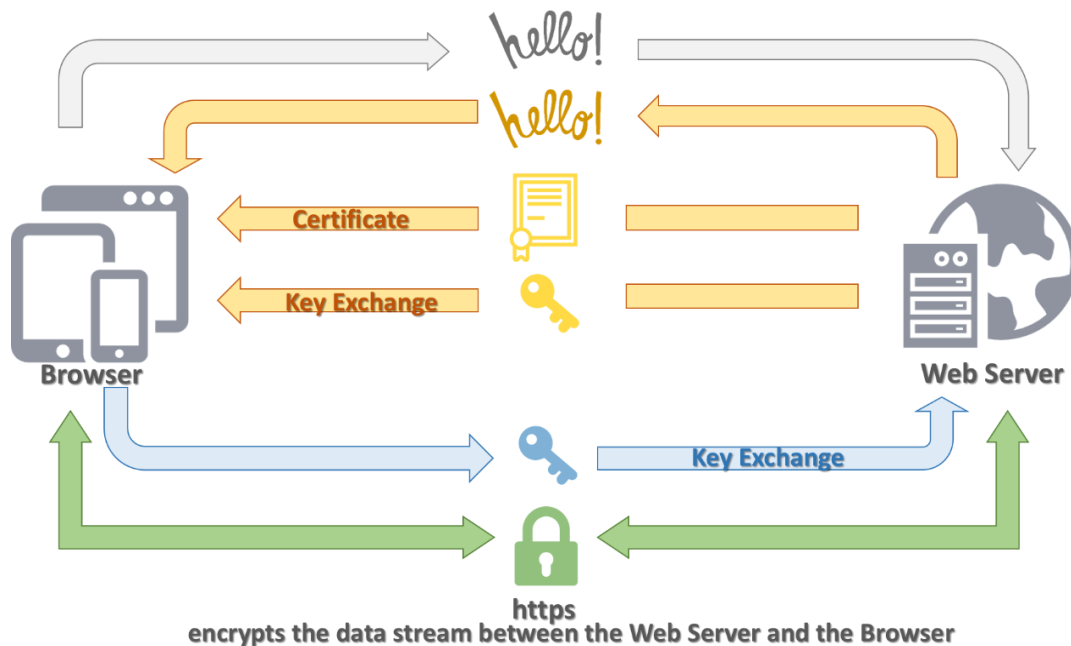 hello!
hello!
Certificate
Key Exchange
Browser
Web Server
Key Exchange
https
encrypts the data stream between the Web Server and the Browser